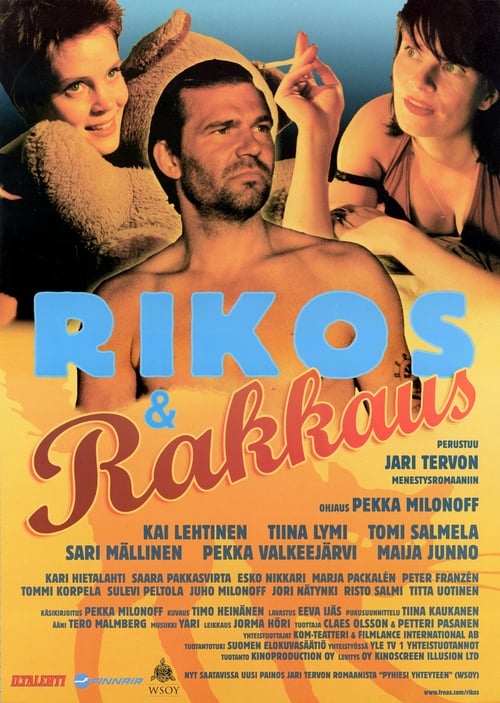 RIKOS
& Rakkaus
PERUSTUU
JARI TERVON
MENESTYSROMAANIIN
OHJAUS PEKKA MILONOFF
KAI LEHTINEN TIINA LYMI TOMI SALMELA
SARI MÄLLINEN PEKKA VALKEEJÄRVI MAIJA JUNNO
KARI HIETALAHTI SAARA PAKKASVIRTA ESKO NIKKARI MARJA PACKALÉN PETER FRANZÉN
TOMMI KORPELA SULEVI PELTOLA JUHO MILONOFF JORI NÄTYNKI RISTO SALMI TITTA UOTINEN
KÄSIKIRJOITUS PEKKA MILONOFF KUVAUS TIMO HEINÄNEN LAVASTUS EEVA IJÄS PUKUSUUNNITTELU TIINA KAUKANEN
ÄÄNI TERO MALMBERG MUSIIKKI YARI LEIKKAUS JORMA HÖRI TUOTTAJA CLAES OLSSON & PETTERI PASANEN
YHTEISTUOTTAJAT KOM-TEATTERI & FILMLANCE INTERNATIONAL AB
TUOTANTOTUKI SUOMEN ELOKUVASÄÄTIÖ YHTEISTYÖSSÄ YLE TV 1 YHTEISTUOTANNOT
TUOTANTO KINOPRODUCTION OY LEVITYS OY KINOSCREEN ILLUSION LTD
ILTALEHTI FINNAIR WSOY NYT SAATAVISSA UUSI PAINOS JARI TERVON ROMAANISTA "PYHIESI YHTEYTEEN" (WSOY)
www.freax.com/rikos